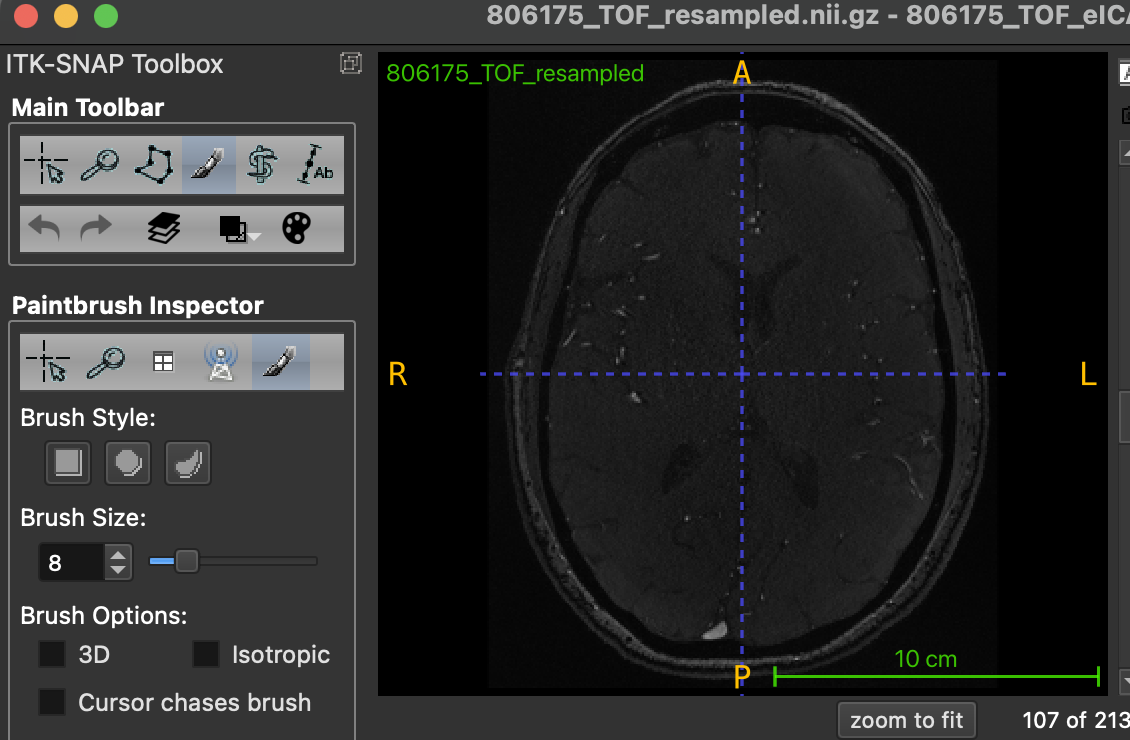 806175_TOF_resampled.nii.gz - 806175_TOF_eICA
ITK-SNAP Toolbox
Main Toolbar
Ab
Paintbrush Inspector
Brush Style:
Brush Size:
8
Brush Options:
3D
Isotropic
Cursor chases brush
806175_TOF_resampled
A
R
L
10 cm
P
zoom to fit
107 of 213